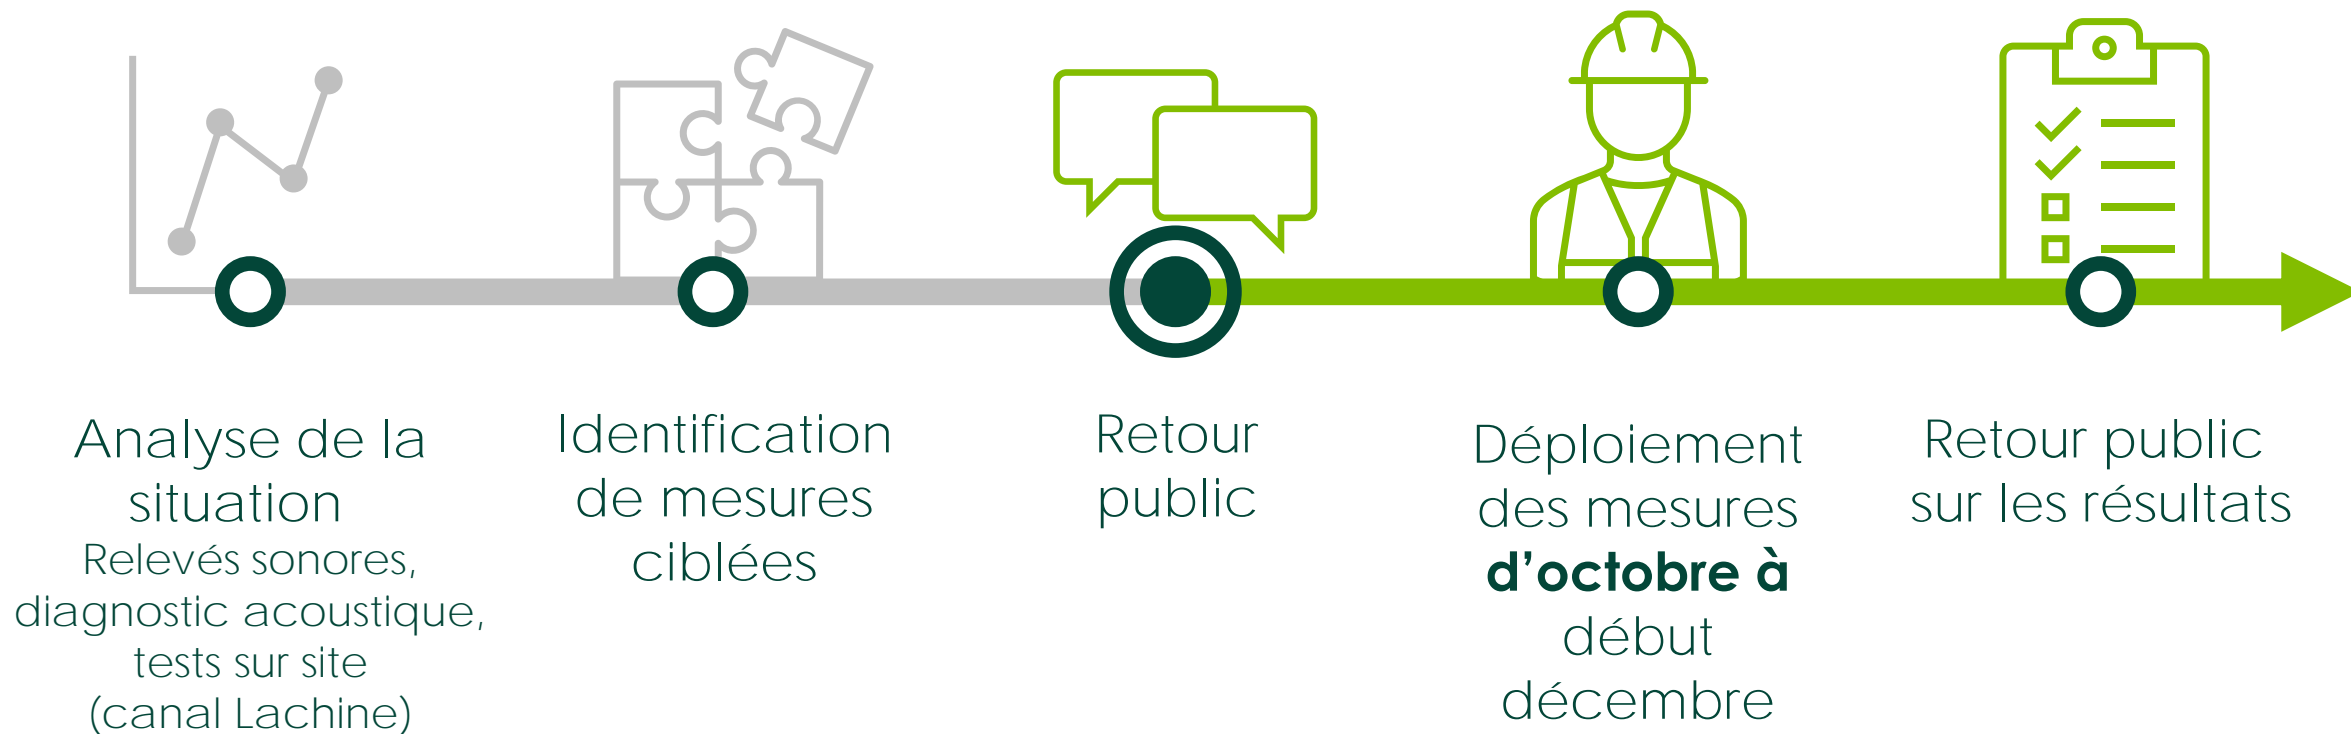 Analyse de la
situation
Relevés sonores,
diagnostic acoustique,
tests sur site
(canal Lachine)
Identification
de mesures
ciblées
Retour
public
Déploiement
des mesures
d’octobre à
début
décembre
Retour public
sur les résultats